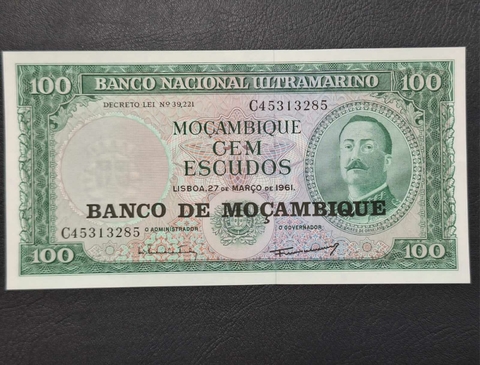 100 BANCO NACIONAL ULTRAMARINO 100
DECRETO LEI Nº 39,221
C45313285
MOÇAMBIQUE
CEM
ESCUDOS
LISBOA, 27 DE MARÇO DE 1961.
BANCO DE MOÇAMBIQUE
C45313285
O ADMINISTRADOR
O GOVERNADOR
100 100